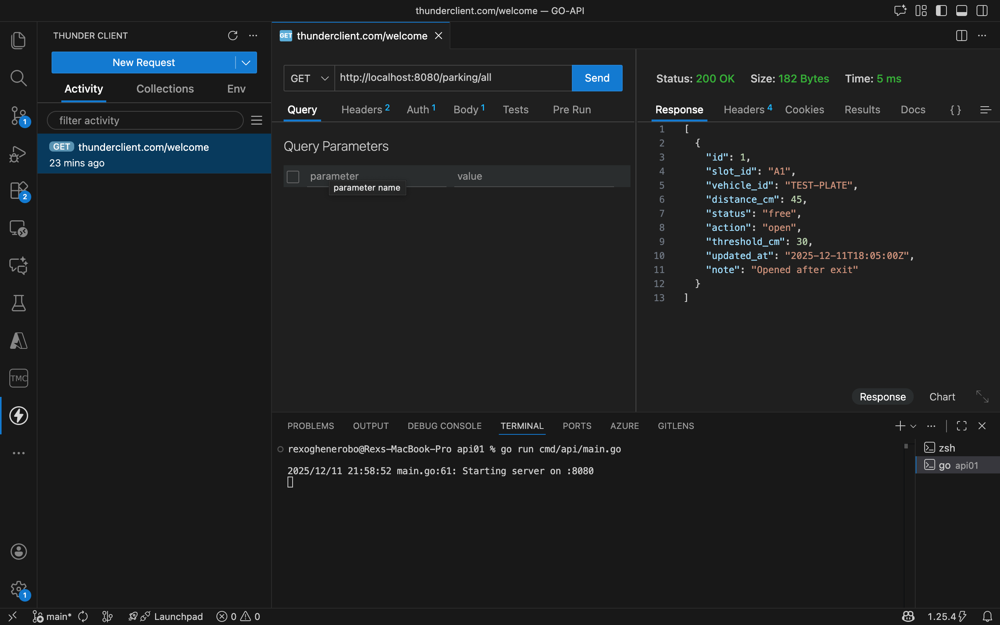 thunderclient.com/welcome — GO-API
THUNDER CLIENT
New Request
Activity Collections Env
filter activity
GET thunderclient.com/welcome
23 mins ago
1
2
TMC
1
GET thunderclient.com/welcome
GET http://localhost:8080/parking/all Send
Query Headers 2 Auth 1 Body 1 Tests Pre Run
Query Parameters
parameter value
parameter name
Status: 200 OK Size: 182 Bytes Time: 5 ms
Response Headers 4 Cookies Results Docs { }
1 [
2 {
3 "id": 1,
4 "slot_id": "A1",
5 "vehicle_id": "TEST-PLATE",
6 "distance_cm": 45,
7 "status": "free",
8 "action": "open",
9 "threshold_cm": 30,
10 "updated_at": "2025-12-11T18:05:00Z",
11 "note": "Opened after exit"
12 }
13 ]
Response Chart
PROBLEMS OUTPUT DEBUG CONSOLE TERMINAL PORTS AZURE GITLENS
rexoghenerobo@Rexs-MacBook-Pro api01 % go run cmd/api/main.go
2025/12/11 21:58:52 main.go:61: Starting server on :8080
zsh
go api01
main* Launchpad 0 0 1.25.4